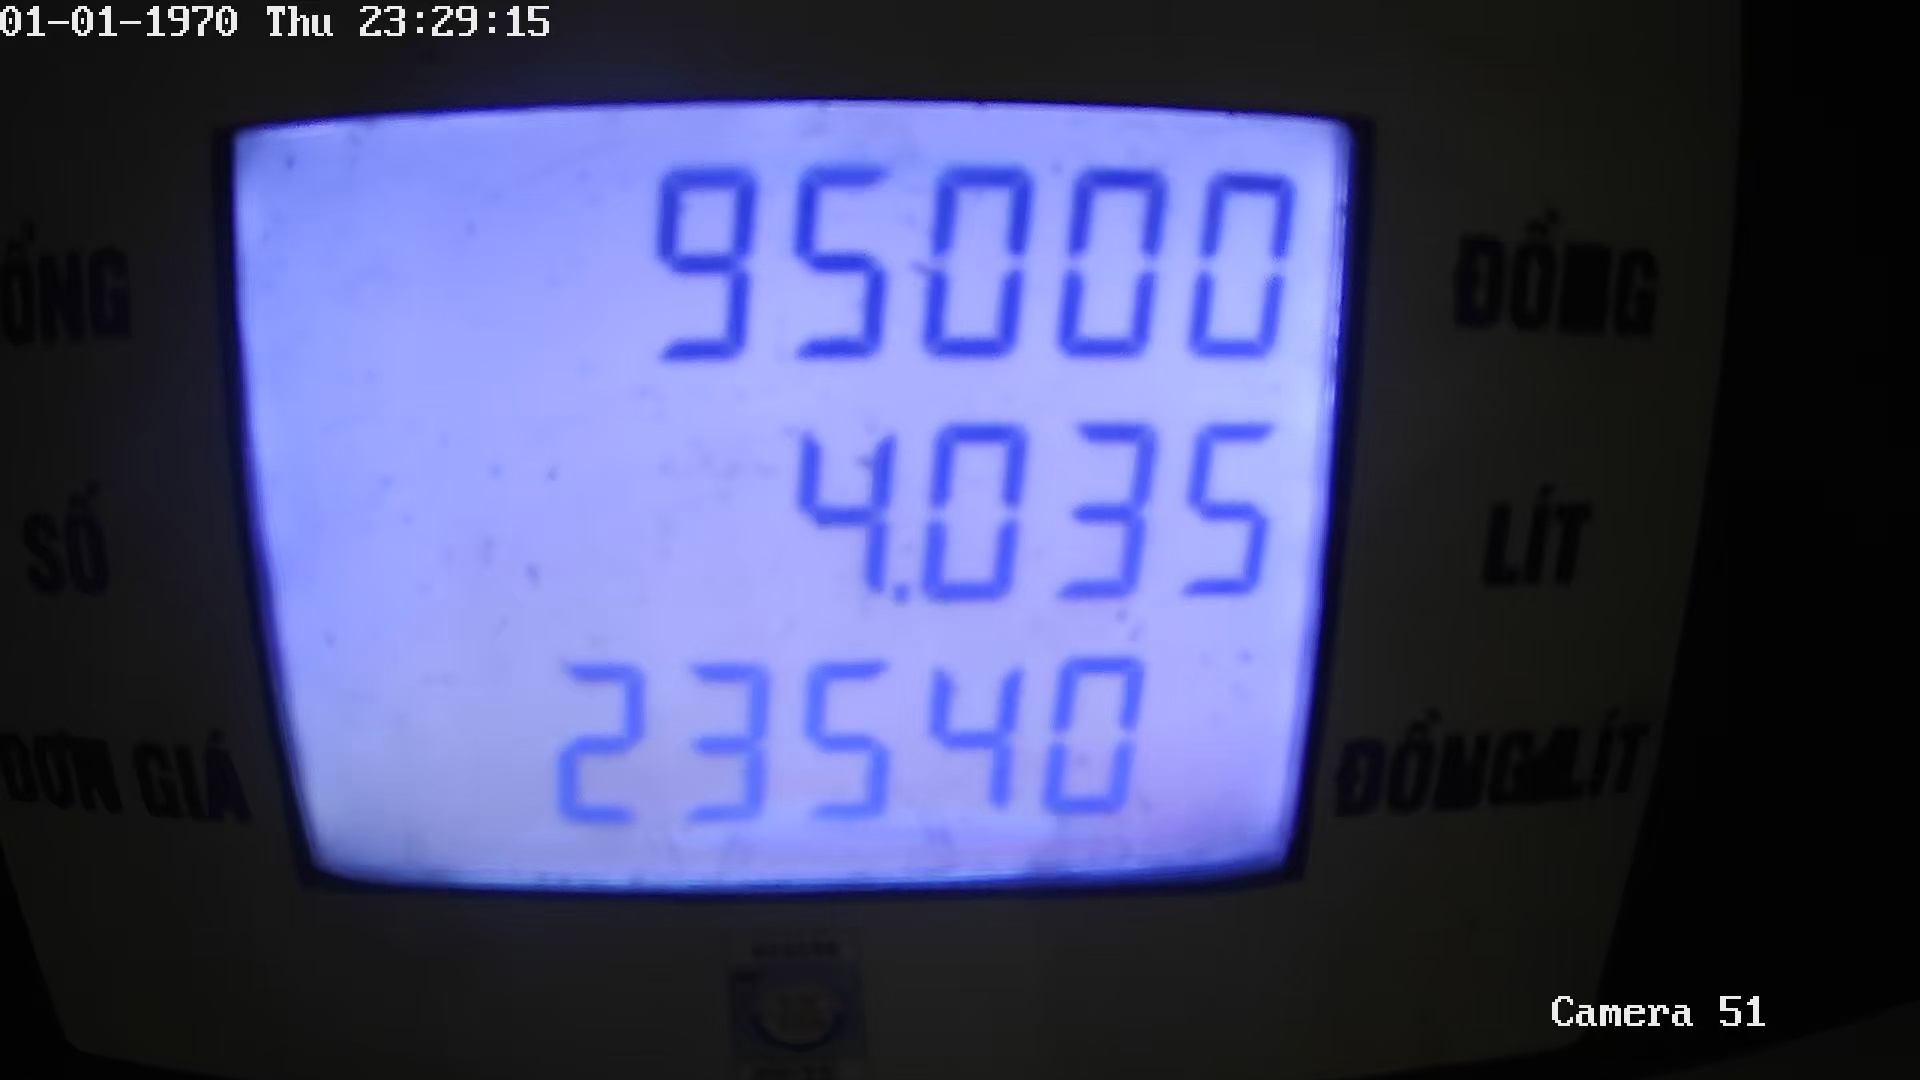 01-01-1970 Thu 23:29:15
95000 ĐỒNG
SỐ 4.035 LÍT
ĐƠN GIÁ 23540 ĐỒNG/LÍT
Camera 51